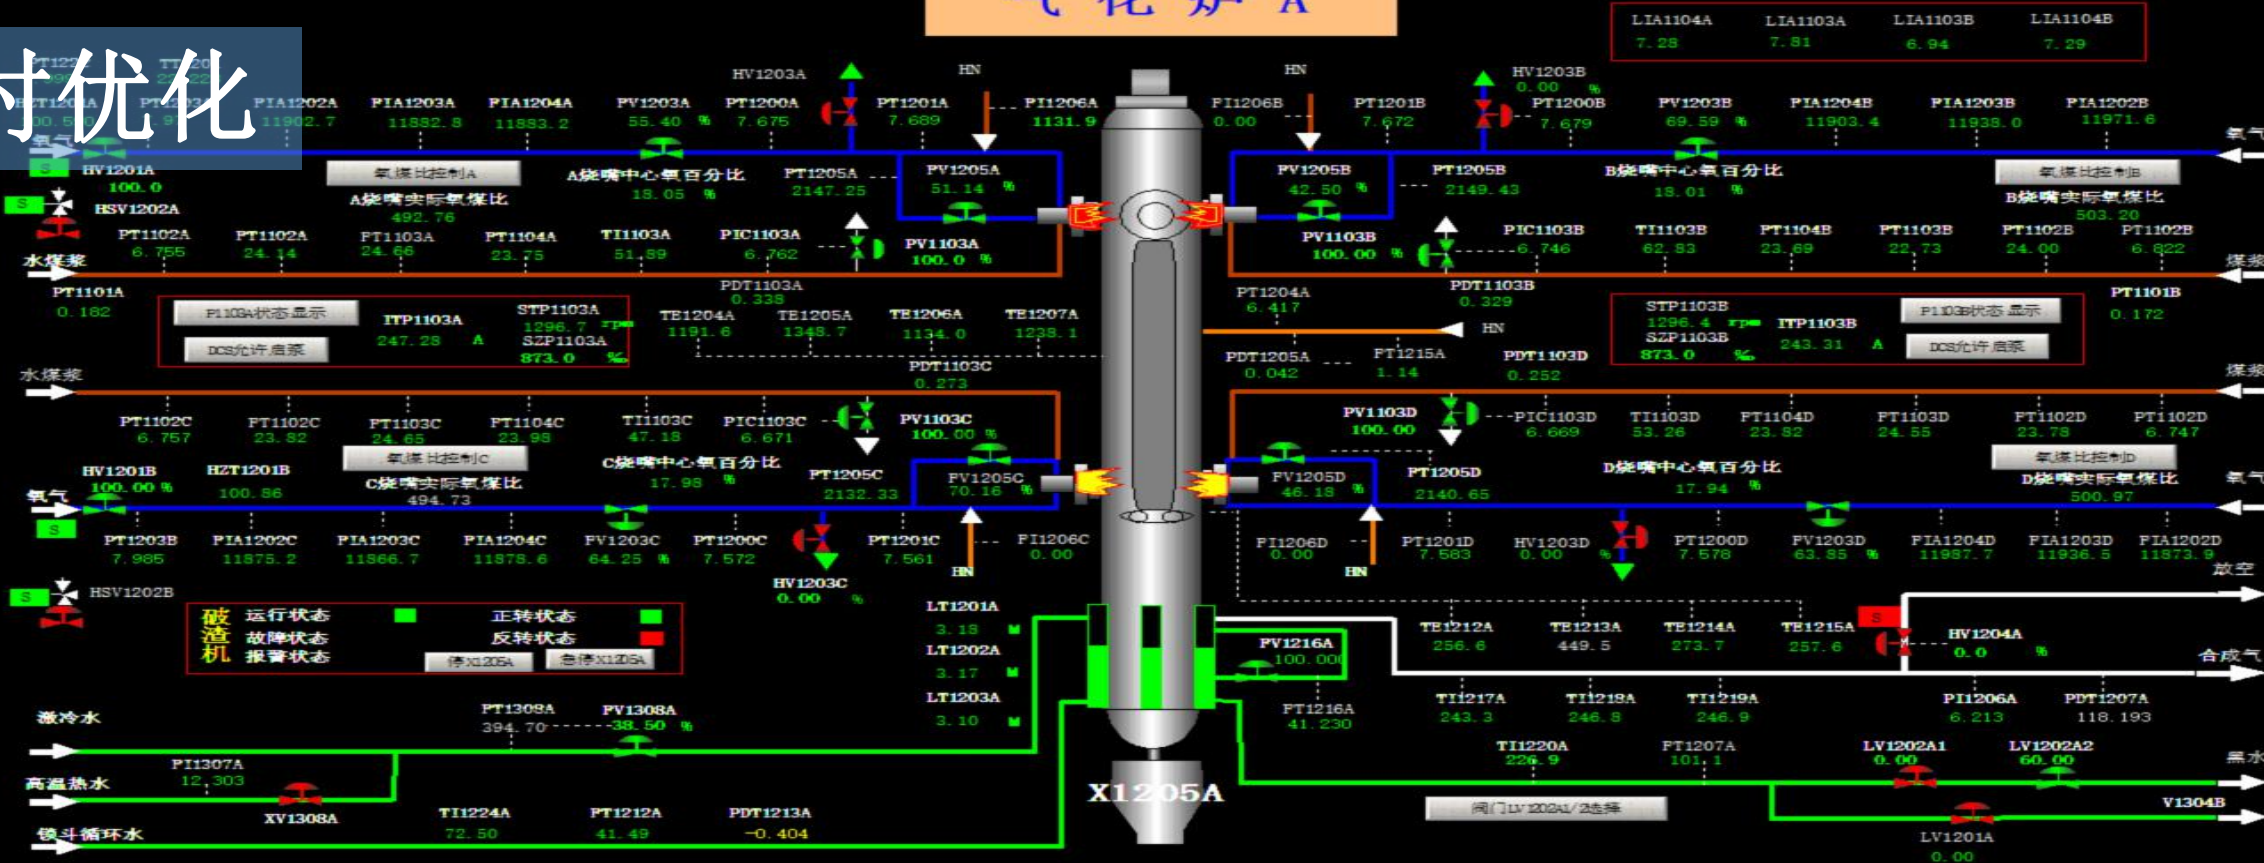 气化炉 A
时优化
LIA1104A LIA1103A LIA1103B LIA1104B
7.28 7.81 6.94 7.29
HV1203A HN HN HV1203B
0.00 %
PIA1202A PIA1203A PIA1204A PV1203A PT1200A PT1201A FI1206A FI1206B PT1201B PT1200B PV1203B PIA1204B PIA1203B PIA1202B
11902.7 11882.8 11883.2 55.40 % 7.675 7.689 1131.9 0.00 7.672 7.679 69.59 % 11903.4 11938.0 11971.6
氧气
HV1201A 氧煤比控制A A烧嘴中心氧百分比 PT1205A PV1205A PV1205B PT1205B B烧嘴中心氧百分比 氧煤比控制B
100.0 18.05 % 2147.25 51.14 % 42.50 % 2149.43 18.01 %
S HSV1202A A烧嘴实际氧煤比 B烧嘴实际氧煤比
492.76 503.20
PT1102A FT1102A FT1103A FT1104A TI1103A PIC1103A PV1103A PV1103B PIC1103B TI1103B FT1104B FT1103B FT1102B PT1102B
6.755 24.14 24.66 23.75 51.89 6.762 100.0 % 100.00 % 6.746 62.83 23.69 22.73 24.00 6.822
水煤浆 煤浆
PT1101A PDT1103A PT1204A PDT1103B PT1101B
0.182 0.338 6.417 0.329 0.172
P1103A状态显示 ITP1103A STP1103A TE1204A TE1205A TE1206A TE1207A HN STP1103B ITP1103B P1103B状态显示
247.28 A 1296.7 rpm 1191.6 1348.7 1134.0 1238.1 1296.4 rpm 243.31 A
DCS允许启泵 SZP1103A SZP1103B DCS允许启泵
873.0 ‰ 873.0 ‰
水煤浆 PDT1103C PDT1205A FT1215A PDT1103D 煤浆
0.273 0.042 1.14 0.252
PT1102C FT1102C FT1103C FT1104C TI1103C PIC1103C PV1103C PV1103D PIC1103D TI1103D FT1104D FT1103D FT1102D PT1102D
6.757 23.82 24.65 23.98 47.18 6.671 100.00 % 100.00 6.669 53.26 23.82 24.55 23.78 6.747
HV1201B HZT1201B 氧煤比控制C C烧嘴中心氧百分比 PT1205C FV1205C FV1205D PT1205D D烧嘴中心氧百分比 氧煤比控制D
100.00 % 100.86 17.98 % 2132.33 70.16 % 46.18 % 2140.65 17.94 %
氧气 C烧嘴实际氧煤比 D烧嘴实际氧煤比 氧气
494.73 500.97
S
PT1203B PIA1202C PIA1203C PIA1204C FV1203C PT1200C PT1201C FI1206C FI1206D PT1201D HV1203D PT1200D FV1203D FIA1204D PIA1203D PIA1202D
7.985 11875.2 11866.7 11878.6 64.25 % 7.572 7.561 0.00 0.00 7.583 0.00 % 7.578 63.85 % 11987.7 11936.5 11873.9
HN HN 放空
S HSV1202B HV1203C
0.00 %
破渣机 运行状态 正转状态 LT1201A
故障状态 反转状态 3.18 M
报警状态 停X1205A 急停X1205A LT1202A
3.17 M
LT1203A
3.10 M
TE1212A TE1213A TE1214A TE1215A S HV1204A
256.6 449.5 273.7 257.6 0.0 %
PV1216A 合成气
100.000
激冷水 FT1308A FV1308A FT1216A TI1217A TI1218A TI1219A PI1206A PDT1207A
394.70 38.50 % 41.230 243.3 246.8 246.9 6.213 118.193
PI1307A TI1220A FT1207A LV1202A1 LV1202A2 黑水
12.303 226.9 101.1 0.00 60.00
高温热水 X1205A
XV1308A TI1224A FT1212A PDT1213A 阀门LV1202A1/2选择 V1304B
锁斗循环水 72.50 41.49 -0.404 LV1201A
0.00